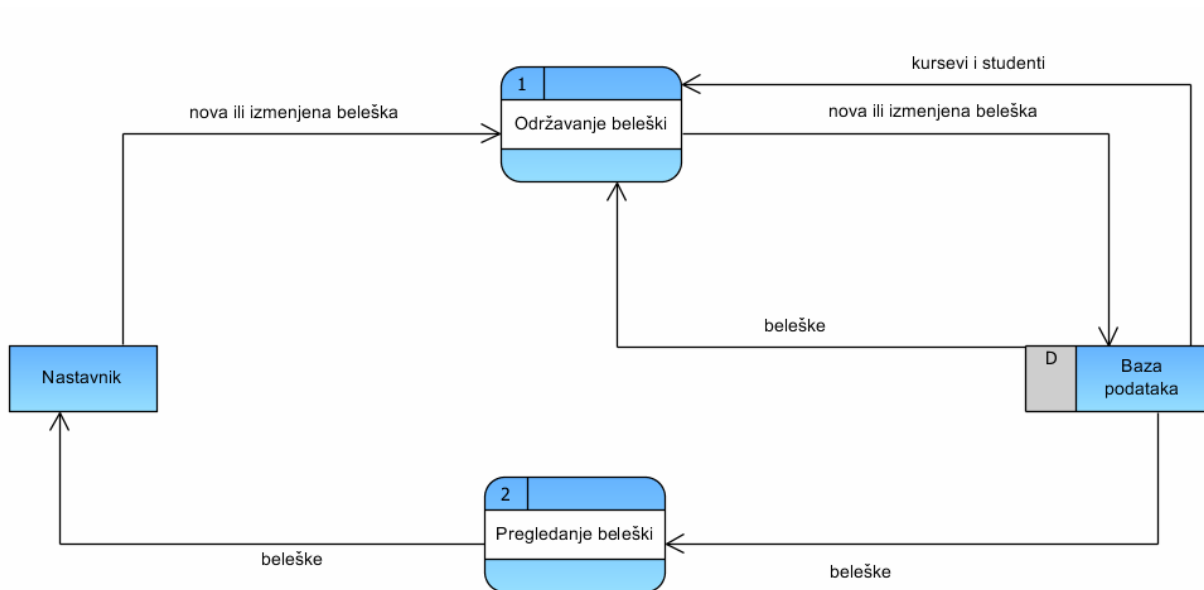 kursevi i studenti
1
nova ili izmenjena beleška
Održavanje beleški
nova ili izmenjena beleška
beleške
Nastavnik
D
Baza
podataka
2
Pregledanje beleški
beleške
beleške